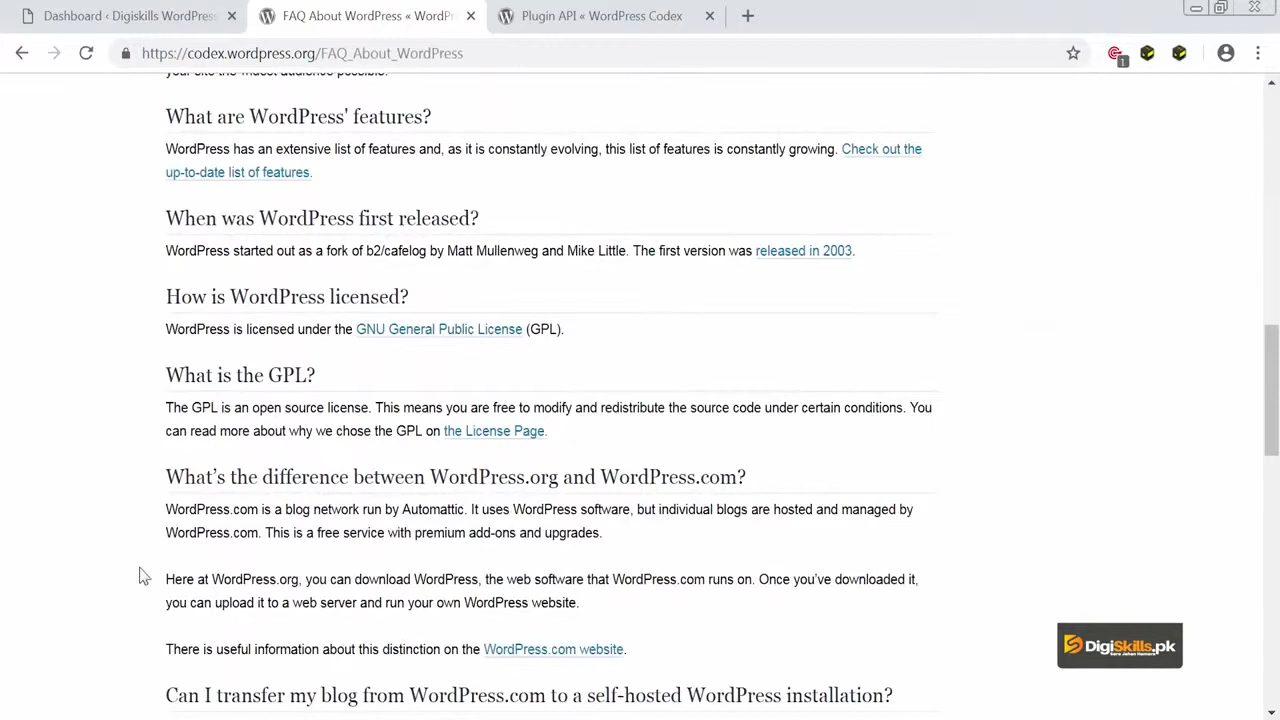 Dashboard ‹ Digiskills WordPress
FAQ About WordPress « WordPr
Plugin API « WordPress Codex
https://codex.wordpress.org/FAQ_About_WordPress
1
your site the widest audience possible.
What are WordPress' features?
WordPress has an extensive list of features and, as it is constantly evolving, this list of features is constantly growing. Check out the
up-to-date list of features.
When was WordPress first released?
WordPress started out as a fork of b2/cafelog by Matt Mullenweg and Mike Little. The first version was released in 2003.
How is WordPress licensed?
WordPress is licensed under the GNU General Public License (GPL).
What is the GPL?
The GPL is an open source license. This means you are free to modify and redistribute the source code under certain conditions. You
can read more about why we chose the GPL on the License Page.
What's the difference between WordPress.org and WordPress.com?
WordPress.com is a blog network run by Automattic. It uses WordPress software, but individual blogs are hosted and managed by
WordPress.com. This is a free service with premium add-ons and upgrades.
Here at WordPress.org, you can download WordPress, the web software that WordPress.com runs on. Once you've downloaded it,
you can upload it to a web server and run your own WordPress website.
There is useful information about this distinction on the WordPress.com website.
DigiSkills.pk
Can I transfer my blog from WordPress.com to a self-hosted WordPress installation?